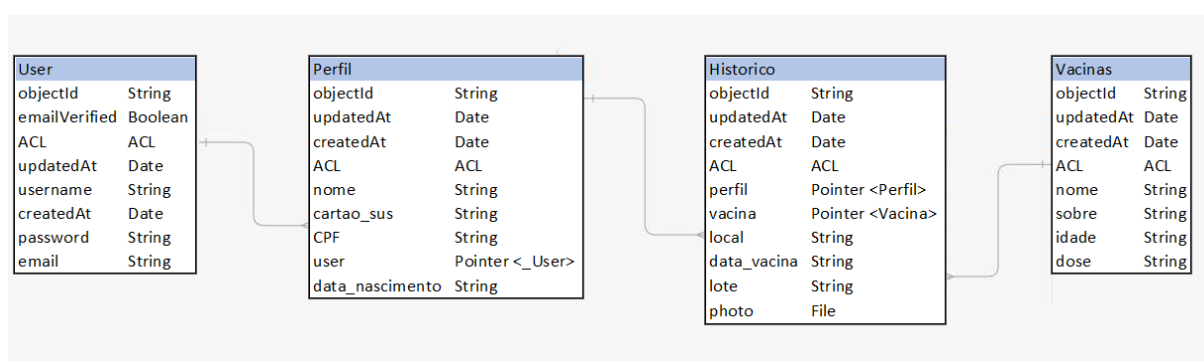 User
objectId String
emailVerified Boolean
ACL ACL
updatedAt Date
username String
createdAt Date
password String
email String
Perfil
objectId String
updatedAt Date
createdAt Date
ACL ACL
nome String
cartao_sus String
CPF String
user Pointer <_User>
data_nascimento String
Historico
objectId String
updatedAt Date
createdAt Date
ACL ACL
perfil Pointer <Perfil>
vacina Pointer <Vacina>
local String
data_vacina String
lote String
photo File
Vacinas
objectId String
updatedAt Date
createdAt Date
ACL ACL
nome String
sobre String
idade String
dose String